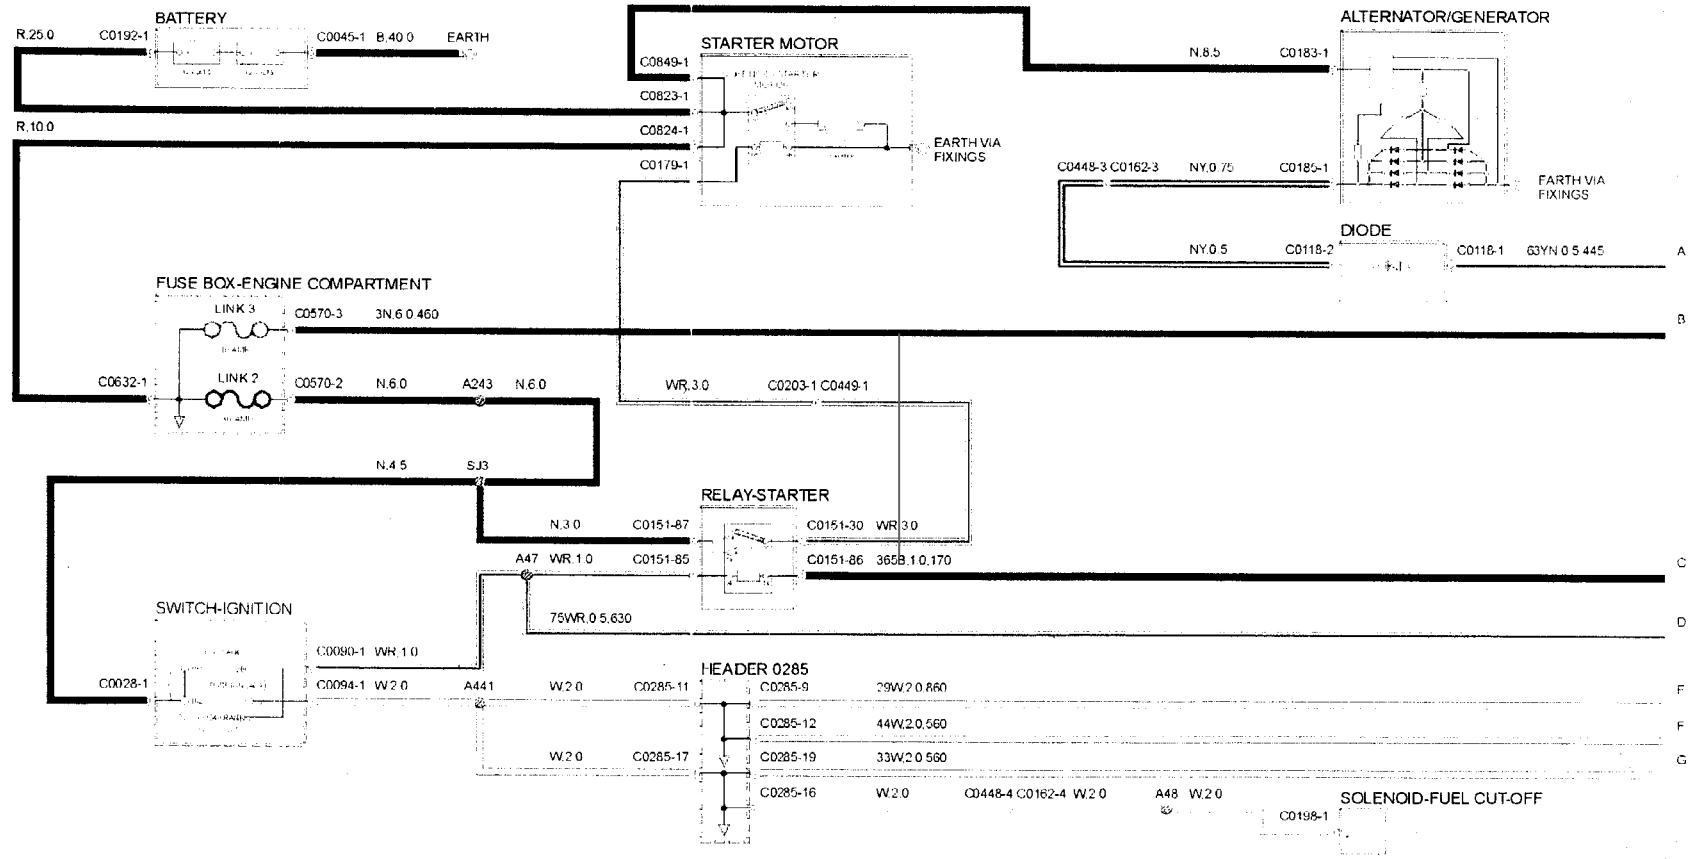 BATTERY
R,25.0 C0192-1 C0045-1 B,40.0 EARTH
STARTER MOTOR
C0849-1
C0823-1
R,10.0 C0824-1
C0179-1
EARTH VIA
FIXINGS
ALTERNATOR/GENERATOR
N,8.5 C0183-1
C0448-3 C0162-3 NY,0.75 C0185-1
EARTH VIA
FIXINGS
DIODE
NY,0.5 C0118-2 C0118-1 63YN 0.5 445 A
FUSE BOX-ENGINE COMPARTMENT
LINK 3
C0570-3 3N,6.0,460 B
LINK 2
C0632-1 C0570-2 N,6.0 A243 N,6.0
WR,3.0 C0203-1 C0449-1
N,4.5 SJ3
RELAY-STARTER
N,3.0 C0151-87 C0151-30 WR,3.0
A47 WR,1.0 C0151-85 C0151-86 365B,1.0,170 C
75WR,0.5,630 D
SWITCH-IGNITION
C0090-1 WR,1.0
C0028-1 C0094-1 W,2.0 A441 W,2.0 C0285-11
HEADER 0285
C0285-9 29W,2.0,860 E
C0285-12 44W,2.0,560 F
W,2.0 C0285-17 C0285-19 33W,2.0,560 G
C0285-16 W,2.0 C0448-4 C0162-4 W,2.0 A48 W,2.0
SOLENOID-FUEL CUT-OFF
C0198-1